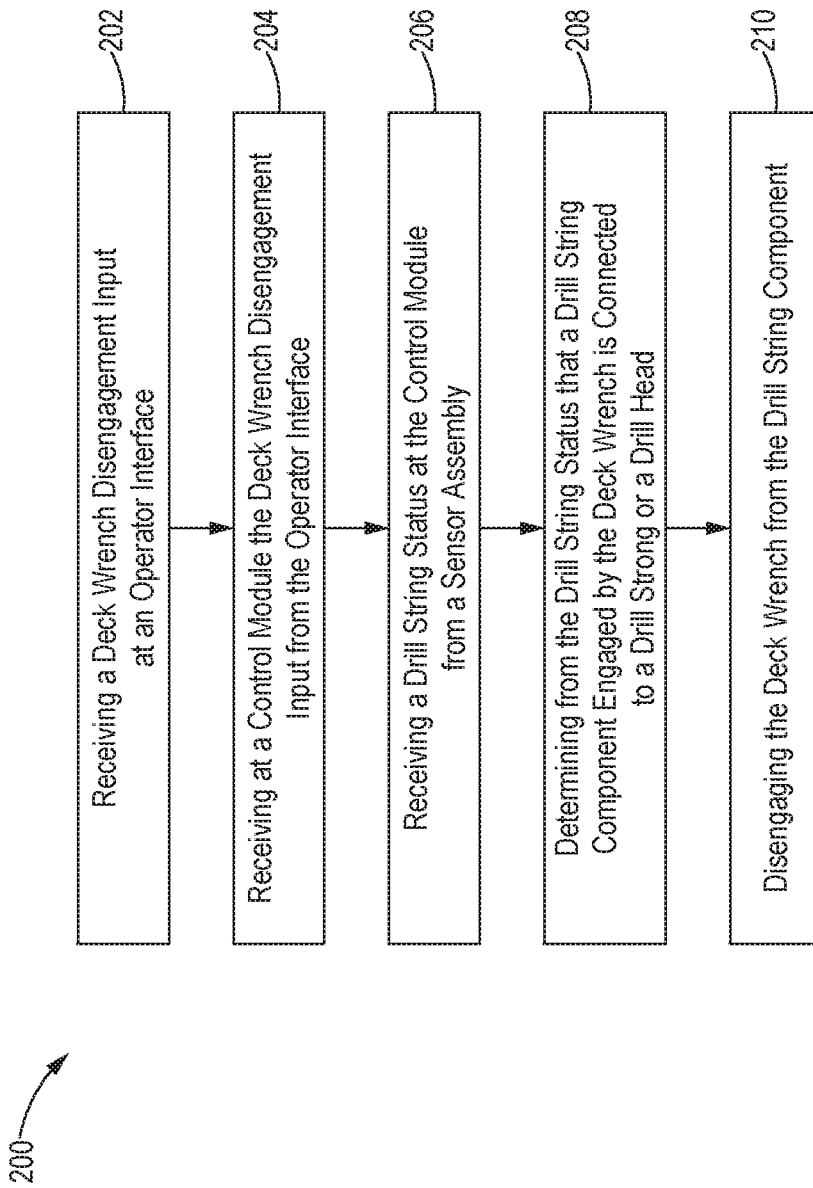 200
Receiving a Deck Wrench Disengagement Input
at an Operator Interface
202
Receiving at a Control Module the Deck Wrench Disengagement
Input from the Operator Interface
204
Receiving a Drill String Status at the Control Module
from a Sensor Assembly
206
Determining from the Drill String Status that a Drill String
Component Engaged by the Deck Wrench is Connected
to a Drill Strong or a Drill Head
208
Disengaging the Deck Wrench from the Drill String Component
210